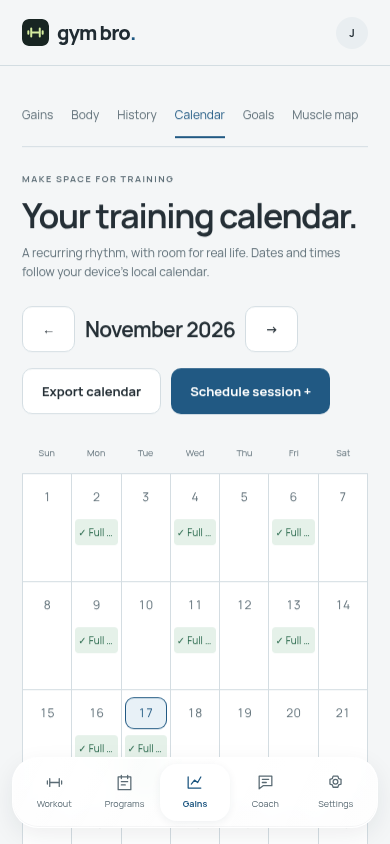 gym bro.
J
Gains Body History Calendar Goals Muscle map
MAKE SPACE FOR TRAINING
Your training calendar.
A recurring rhythm, with room for real life. Dates and times
follow your device's local calendar.
← November 2026 →
Export calendar Schedule session +
Sun Mon Tue Wed Thu Fri Sat
1 2 3 4 5 6 7
✓ Full ... ✓ Full ... ✓ Full ...
8 9 10 11 12 13 14
✓ Full ... ✓ Full ... ✓ Full ...
15 16 17 18 19 20 21
✓ Full ... ✓ Full ...
Workout Programs Gains Coach Settings